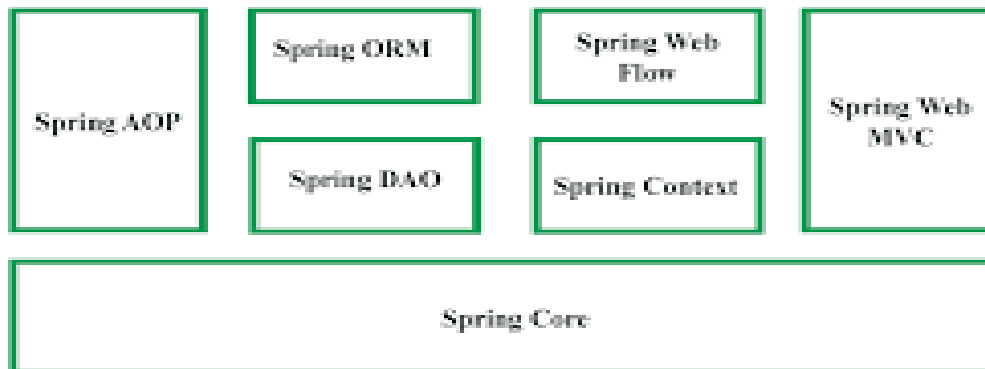 Spring AOP
Spring ORM
Spring Web
Flow
Spring Web
MVC
Spring DAO
Spring Context
Spring Core